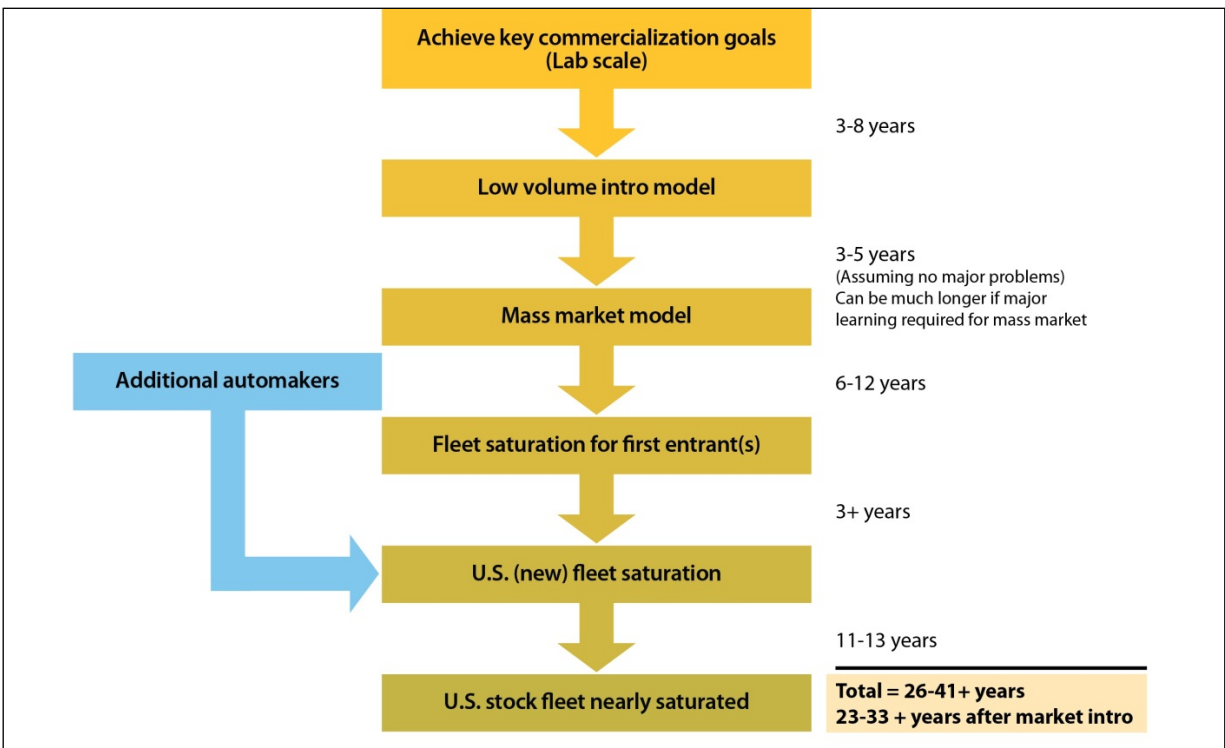 Achieve key commercialization goals
(Lab scale)
3-8 years
Low volume intro model
3-5 years
(Assuming no major problems)
Can be much longer if major
learning required for mass market
Mass market model
Additional automakers
6-12 years
Fleet saturation for first entrant(s)
3+ years
U.S. (new) fleet saturation
11-13 years
U.S. stock fleet nearly saturated
Total = 26-41+ years
23-33 + years after market intro